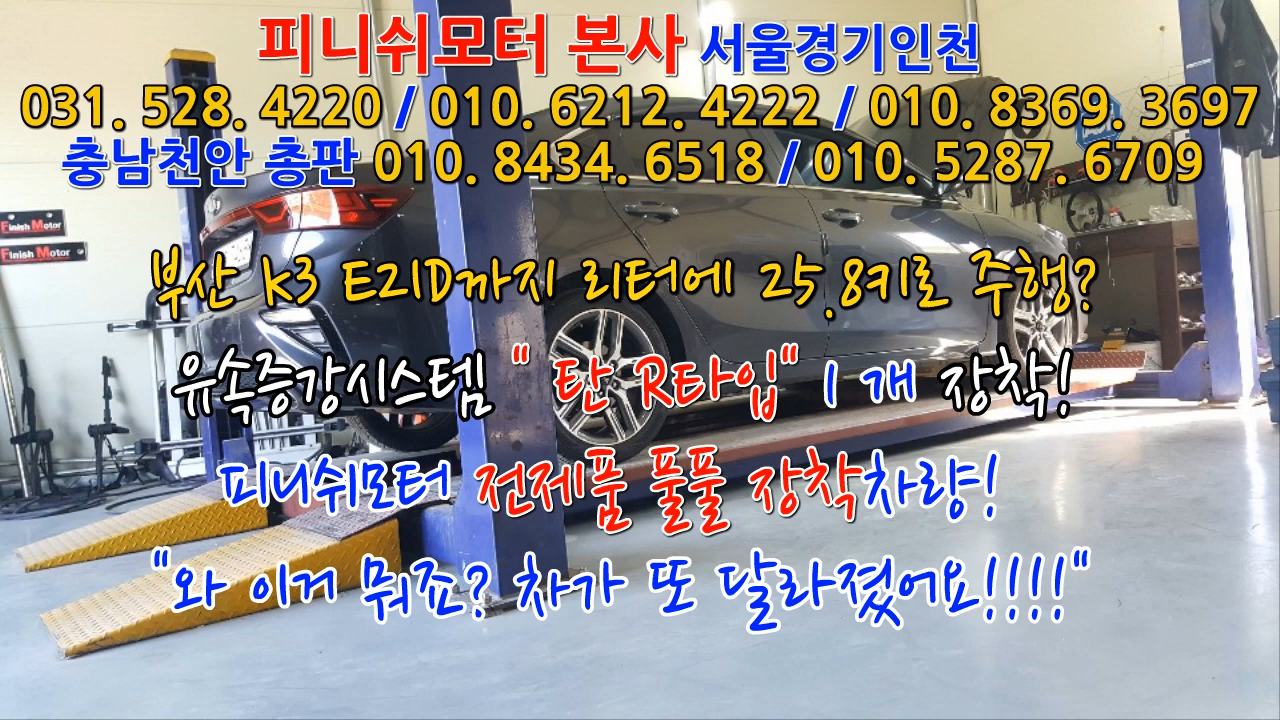 피니쉬모터 본사 서울경기인천
031. 528. 4220 / 010. 6212. 4222 / 010. 8369. 3697
충남천안 총판 010. 8434. 6518 / 010. 5287. 6709
Finish Motor
Finish Motor
부산 k3 E21D까지 리터에 25.8키로 주행?
유속증강시스템 " 탄 R타입" 1 개 장착!
피니쉬모터 전제품 풀풀 장착차량!
"와 이거 뭐죠? 차가 또 달라졌어요!!!!"